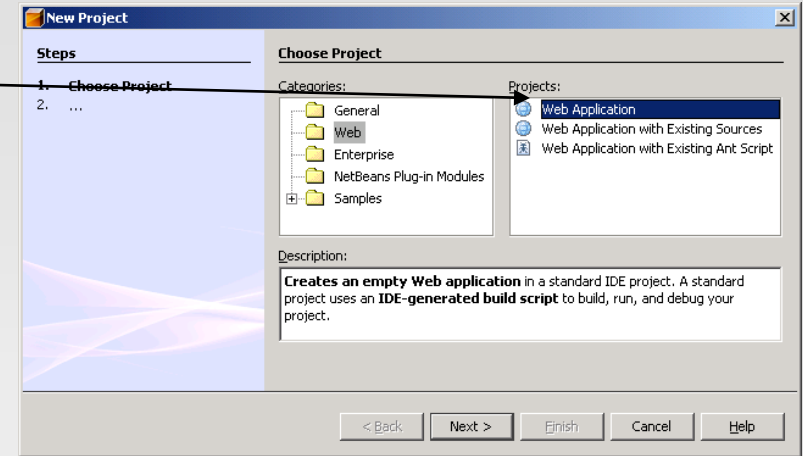 New Project
Steps
1. Choose Project
2. ...
Choose Project
Categories:
General
Web
Enterprise
NetBeans Plug-in Modules
Samples
Projects:
Web Application
Web Application with Existing Sources
Web Application with Existing Ant Script
Description:
Creates an empty Web application in a standard IDE project. A standard
project uses an IDE-generated build script to build, run, and debug your
project.
< Back
Next >
Finish
Cancel
Help